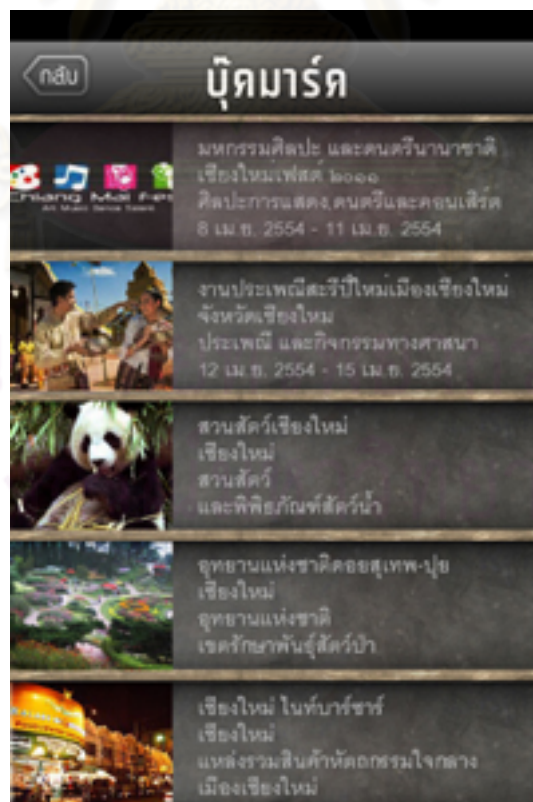 กลับ
บุ๊คมาร์ค
Chiang Mai Fes
Art Music Dance Talent
มหกรรมศิลปะ และดนตรีนานาชาติ
เชียงใหม่เฟสต์ ๒๐๑๑
ศิลปะการแสดง,ดนตรีและคอนเสิร์ต
8 เม.ย. 2554 - 11 เม.ย. 2554
งานประเพณีสะรีปี๋ใหม่เมืองเชียงใหม่
จังหวัดเชียงใหม่
ประเพณี และกิจกรรมทางศาสนา
12 เม.ย. 2554 - 15 เม.ย. 2554
สวนสัตว์เชียงใหม่
เชียงใหม่
สวนสัตว์
และพิพิธภัณฑ์สัตว์น้ำ
อุทยานแห่งชาติดอยสุเทพ-ปุย
เชียงใหม่
อุทยานแห่งชาติ
เขตรักษาพันธุ์สัตว์ป่า
เชียงใหม่ ไนท์บาร์ซาร์
เชียงใหม่
แหล่งรวมสินค้าหัตถกรรมใจกลาง
เมืองเชียงใหม่